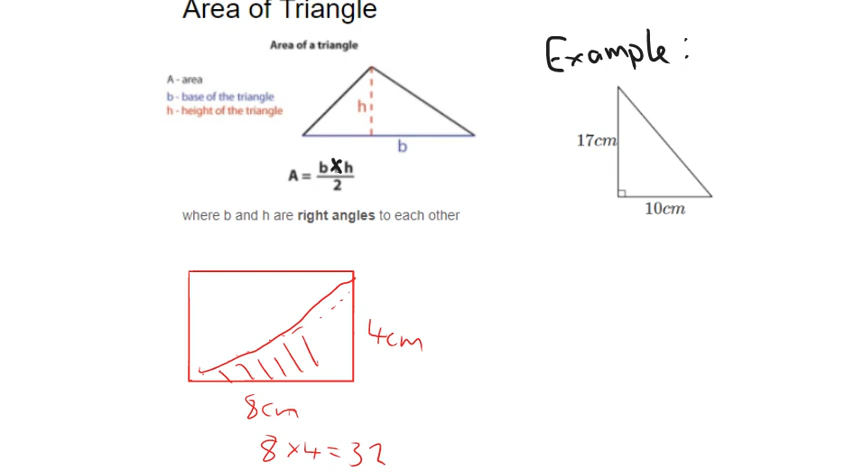 Area of Triangle
Area of a triangle
A - area
b - base of the triangle
h - height of the triangle
h
b
A = b×h
2
where b and h are right angles to each other
Example:
17cm
10cm
4cm
8cm
8×4=32